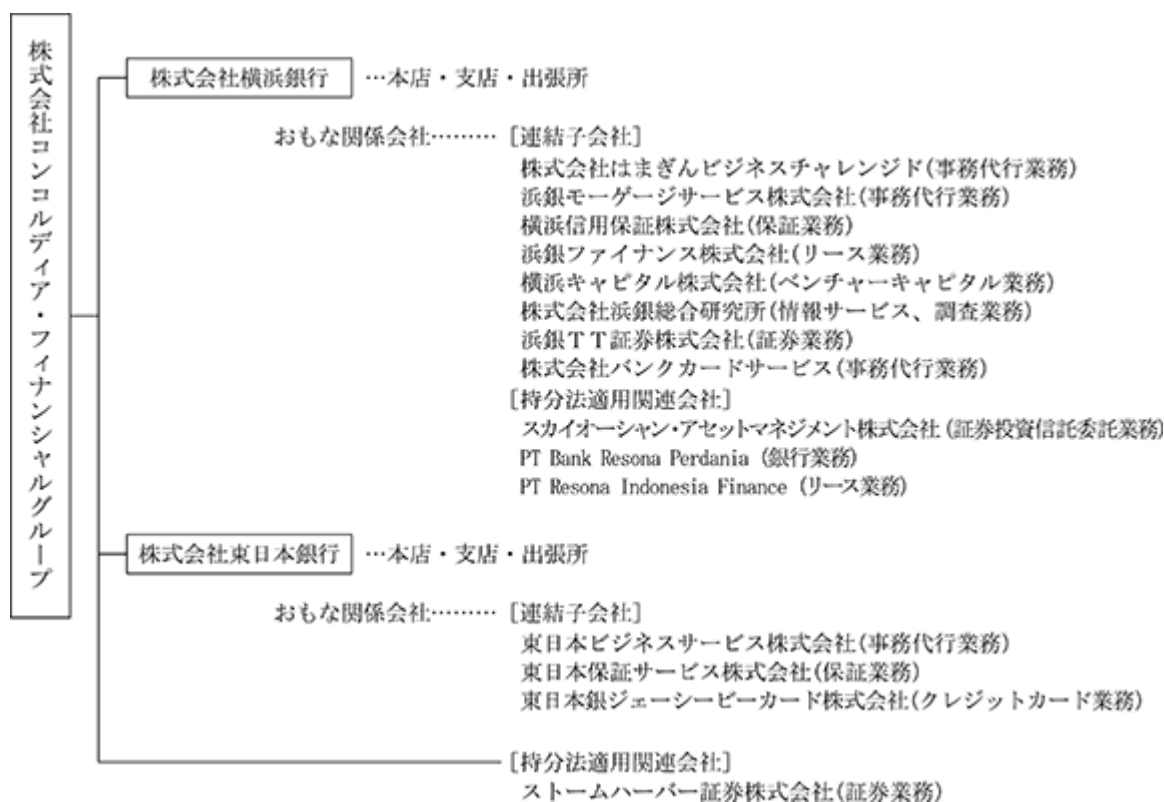 株式会社コンコルディア・フィナンシャルグループ
株式会社横浜銀行 …本店・支店・出張所
おもな関係会社……… [連結子会社]
株式会社はまぎんビジネスチャレンジド(事務代行業務)
浜銀モーゲージサービス株式会社(事務代行業務)
横浜信用保証株式会社(保証業務)
浜銀ファイナンス株式会社(リース業務)
横浜キャピタル株式会社(ベンチャーキャピタル業務)
株式会社浜銀総合研究所(情報サービス、調査業務)
浜銀TT証券株式会社(証券業務)
株式会社バンクカードサービス(事務代行業務)
[持分法適用関連会社]
スカイオーシャン・アセットマネジメント株式会社(証券投資信託委託業務)
PT Bank Resona Perdania (銀行業務)
PT Resona Indonesia Finance (リース業務)
株式会社東日本銀行 …本店・支店・出張所
おもな関係会社……… [連結子会社]
東日本ビジネスサービス株式会社(事務代行業務)
東日本保証サービス株式会社(保証業務)
東日本銀ジェーシービーカード株式会社(クレジットカード業務)
[持分法適用関連会社]
ストームハーバー証券株式会社(証券業務)